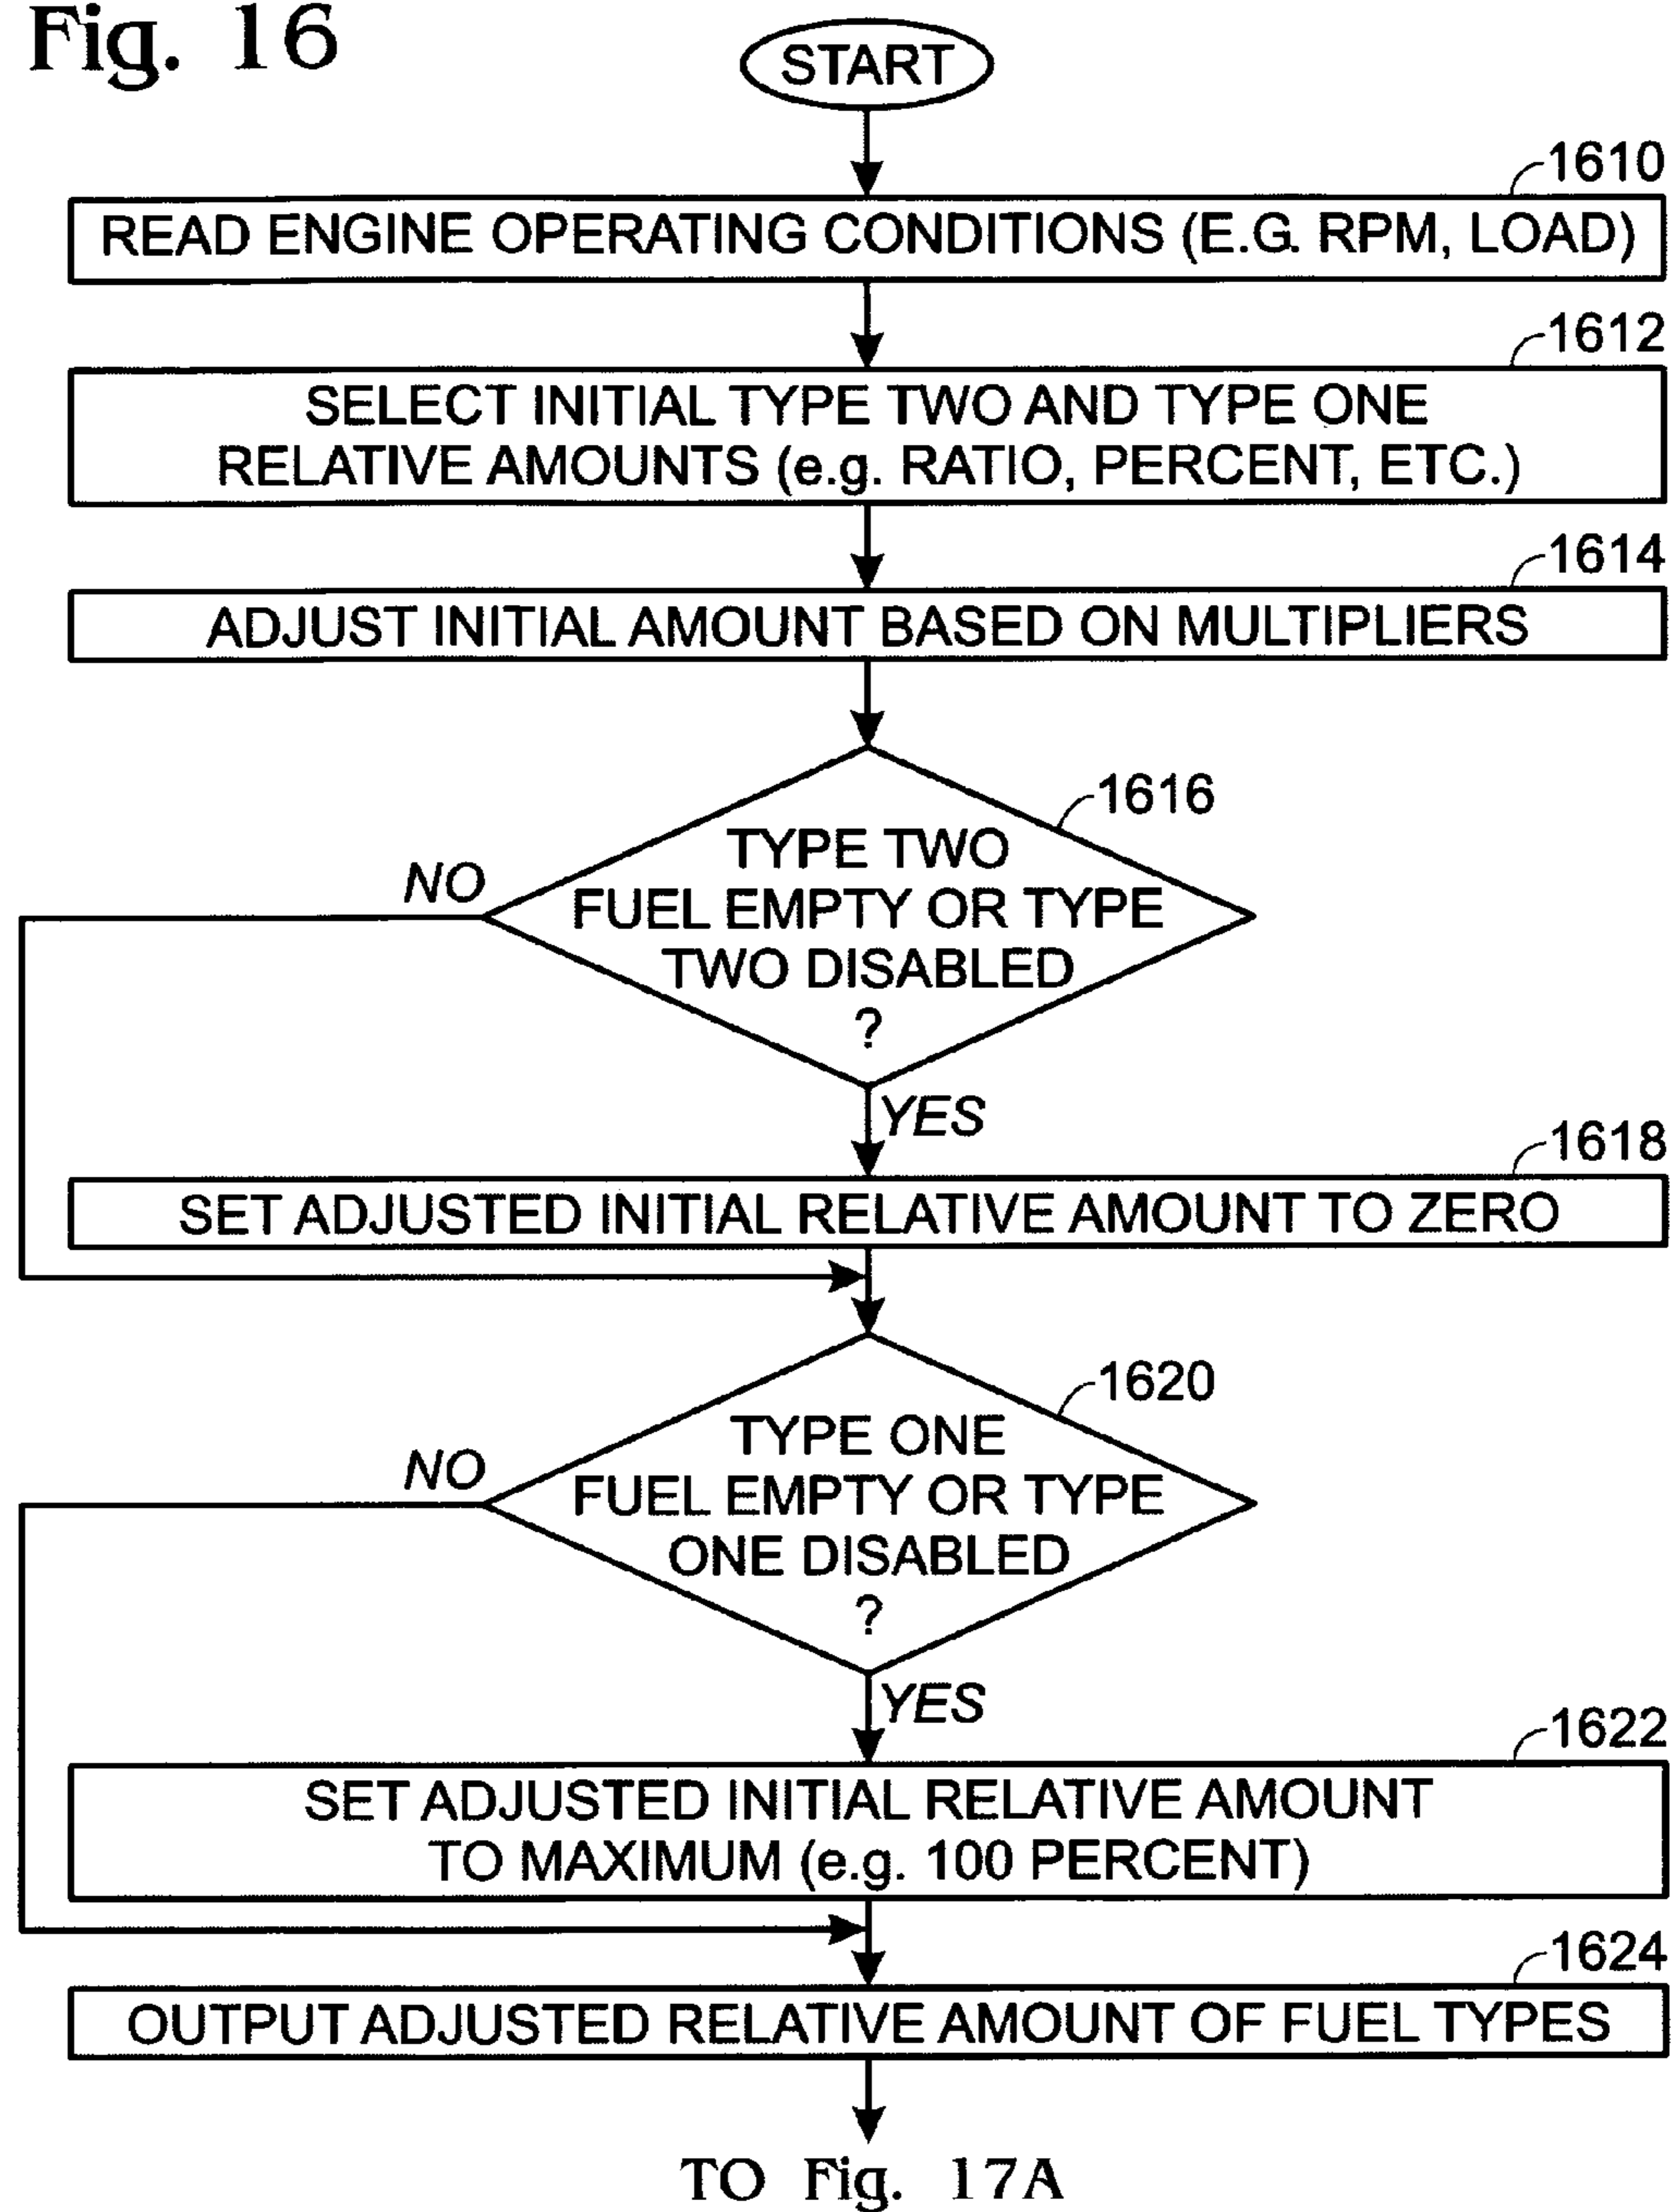 Fig. 16
START
1610
READ ENGINE OPERATING CONDITIONS (E.G. RPM, LOAD)
1612
SELECT INITIAL TYPE TWO AND TYPE ONE
RELATIVE AMOUNTS (e.g. RATIO, PERCENT, ETC.)
1614
ADJUST INITIAL AMOUNT BASED ON MULTIPLIERS
1616
TYPE TWO
FUEL EMPTY OR TYPE
TWO DISABLED
?
NO
YES
1618
SET ADJUSTED INITIAL RELATIVE AMOUNT TO ZERO
1620
TYPE ONE
FUEL EMPTY OR TYPE
ONE DISABLED
?
NO
YES
1622
SET ADJUSTED INITIAL RELATIVE AMOUNT
TO MAXIMUM (e.g. 100 PERCENT)
1624
OUTPUT ADJUSTED RELATIVE AMOUNT OF FUEL TYPES
TO Fig. 17A